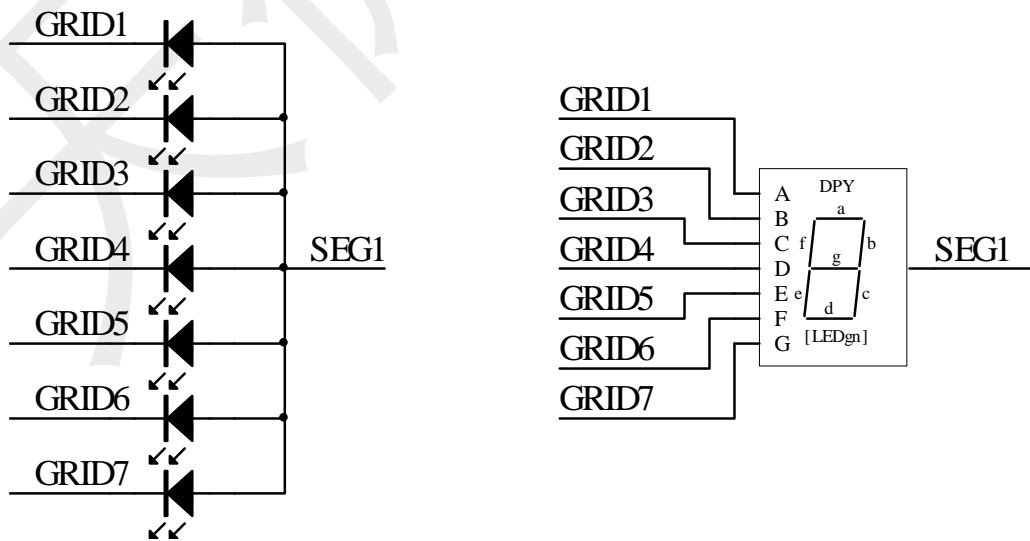 GRID1
GRID2
GRID3
GRID4
GRID5
GRID6
GRID7
SEG1
GRID1
GRID2
GRID3
GRID4
GRID5
GRID6
GRID7
A
B
C
D
E
F
G
DPY
a
f b
g
e c
d
[LEDgn]
SEG1